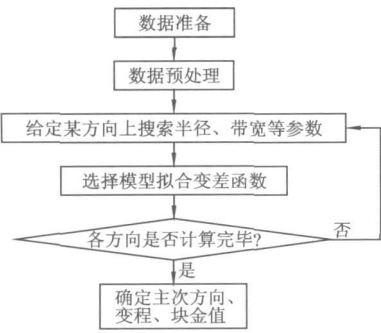 数据准备
数据预处理
给定某方向上搜索半径、带宽等参数
选择模型拟合变差函数
各方向是否计算完毕?
否
是
确定主次方向、
变程、块金值